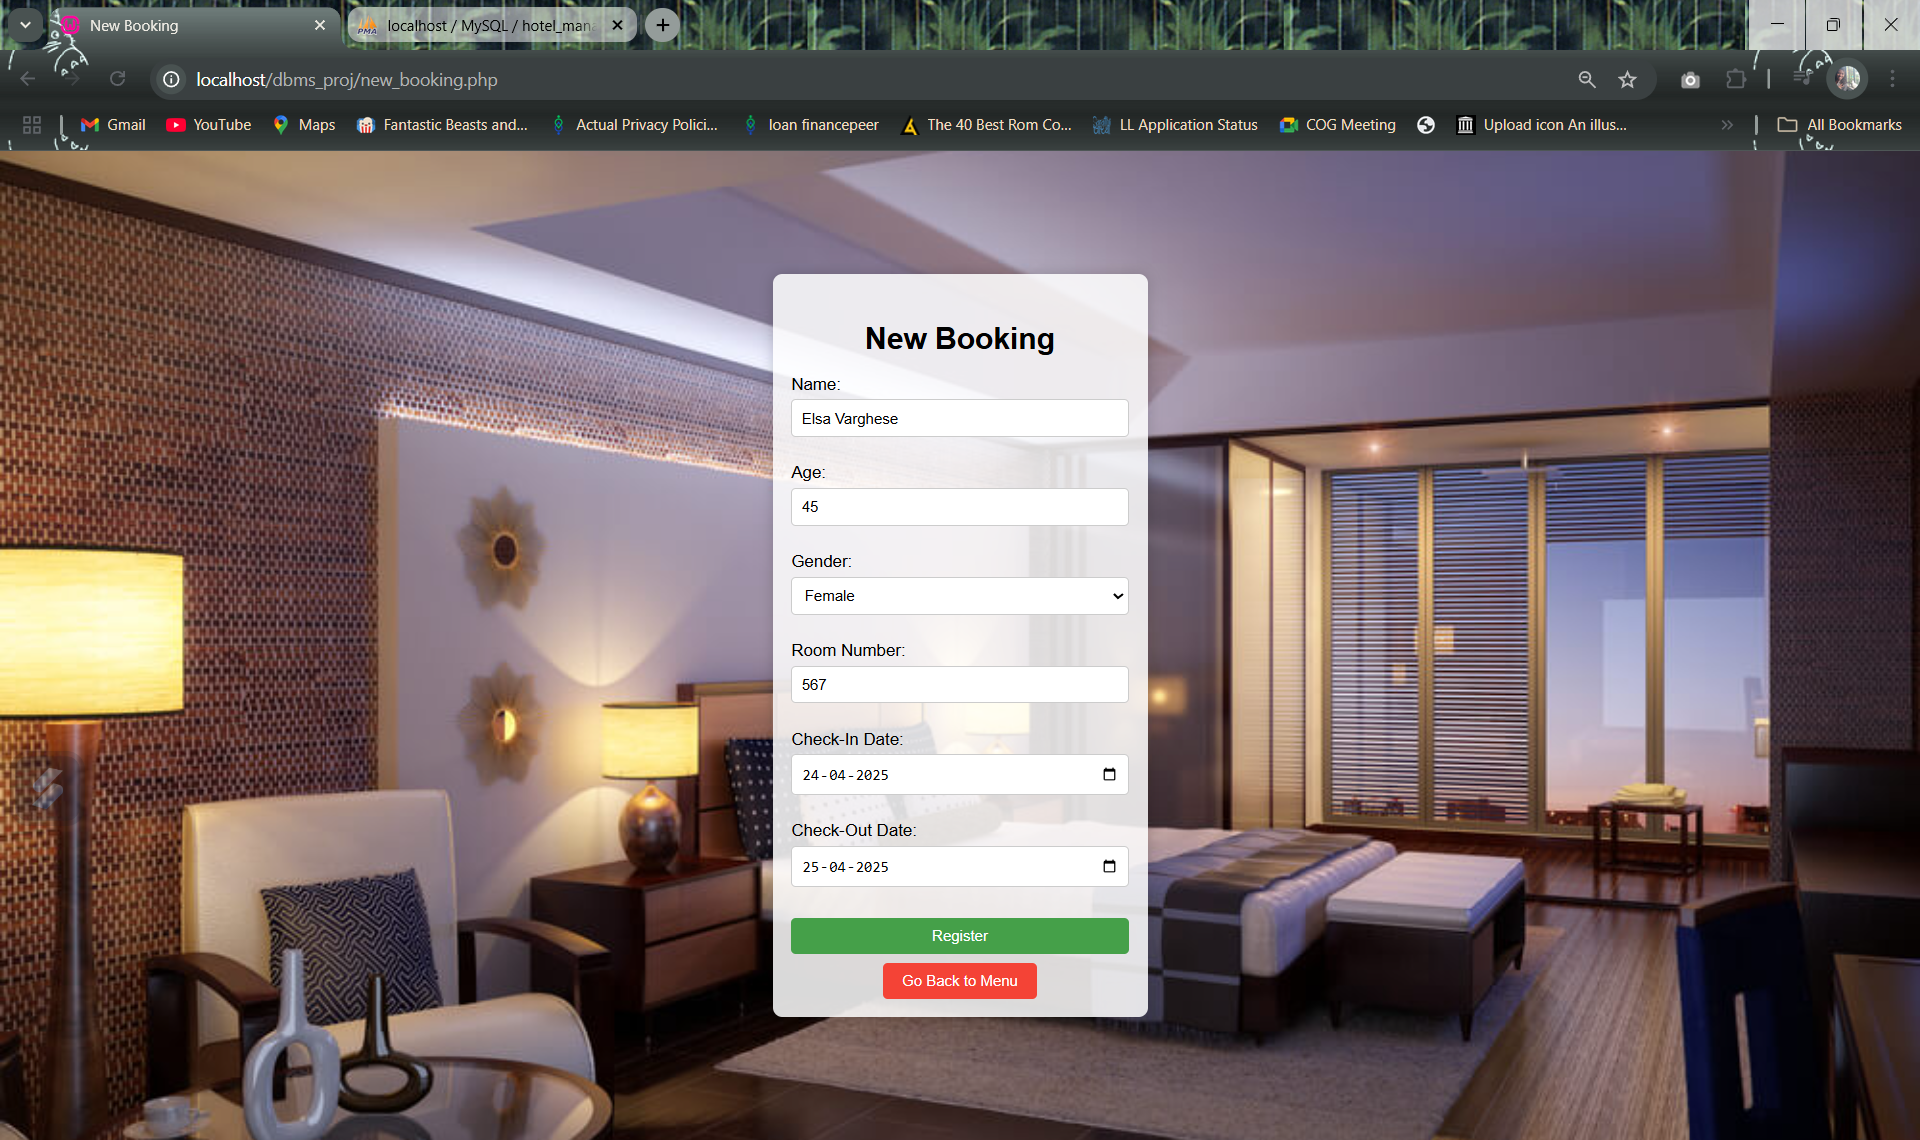 New Booking
localhost / MySQL / hotel_mana
localhost/dbms_proj/new_booking.php
Gmail
YouTube
Maps
Fantastic Beasts and...
Actual Privacy Polici...
loan financepeer
The 40 Best Rom Co...
LL Application Status
COG Meeting
Upload icon An illus...
All Bookmarks
New Booking
Name:
Elsa Varghese
Age:
45
Gender:
Female
Room Number:
567
Check-In Date:
24-04-2025
Check-Out Date:
25-04-2025
Register
Go Back to Menu